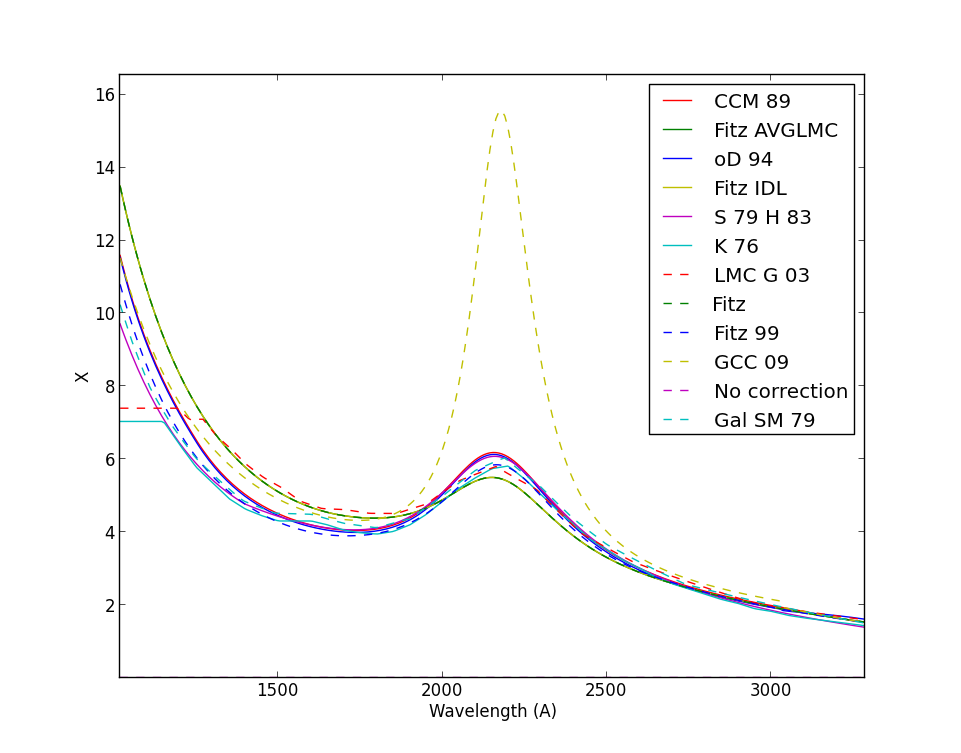 16
14
12
10
8
6
4
2
X
1500
2000
2500
3000
Wavelength (A)
CCM 89
Fitz AVGLMC
oD 94
Fitz IDL
S 79 H 83
K 76
LMC G 03
Fitz
Fitz 99
GCC 09
No correction
Gal SM 79